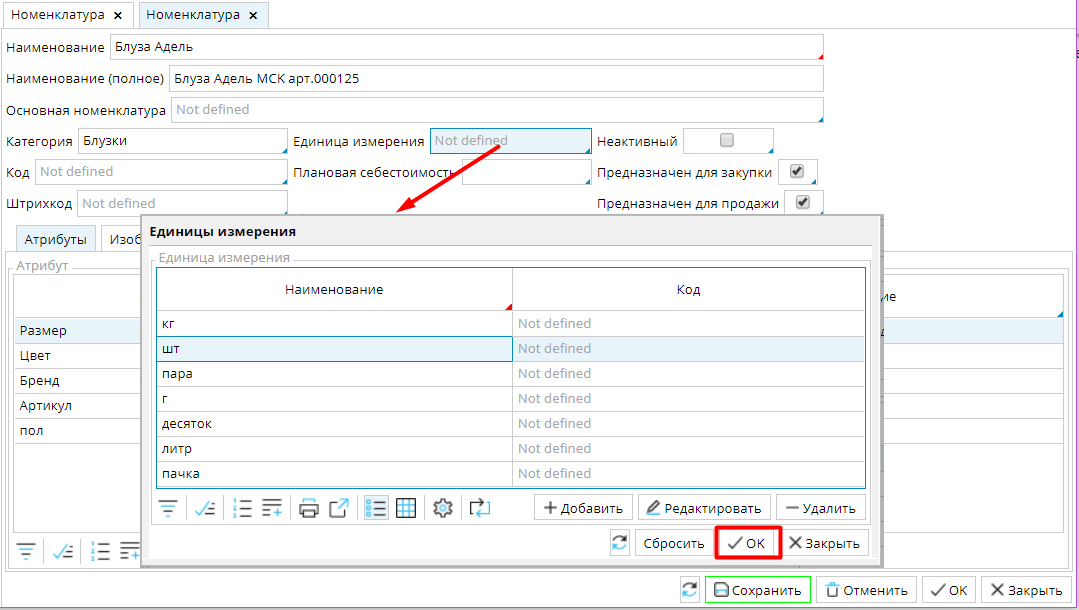 Номенклатура × Номенклатура ×
Наименование Блуза Адель
Наименование (полное) Блуза Адель МСК арт.000125
Основная номенклатура Not defined
Категория Блузки Единица измерения Not defined Неактивный
Код Not defined Плановая себестоимость Предназначен для закупки
Штрихкод Not defined Предназначен для продажи
Атрибуты Изоб
Атрибут
ие
Размер
Цвет
Бренд
Артикул
пол
Единицы измерения
Единица измерения
Наименование Код
кг Not defined
шт Not defined
пара Not defined
г Not defined
десяток Not defined
литр Not defined
пачка Not defined
Добавить Редактировать Удалить
Сбросить OK Закрыть
Сохранить Отменить OK Закрыть